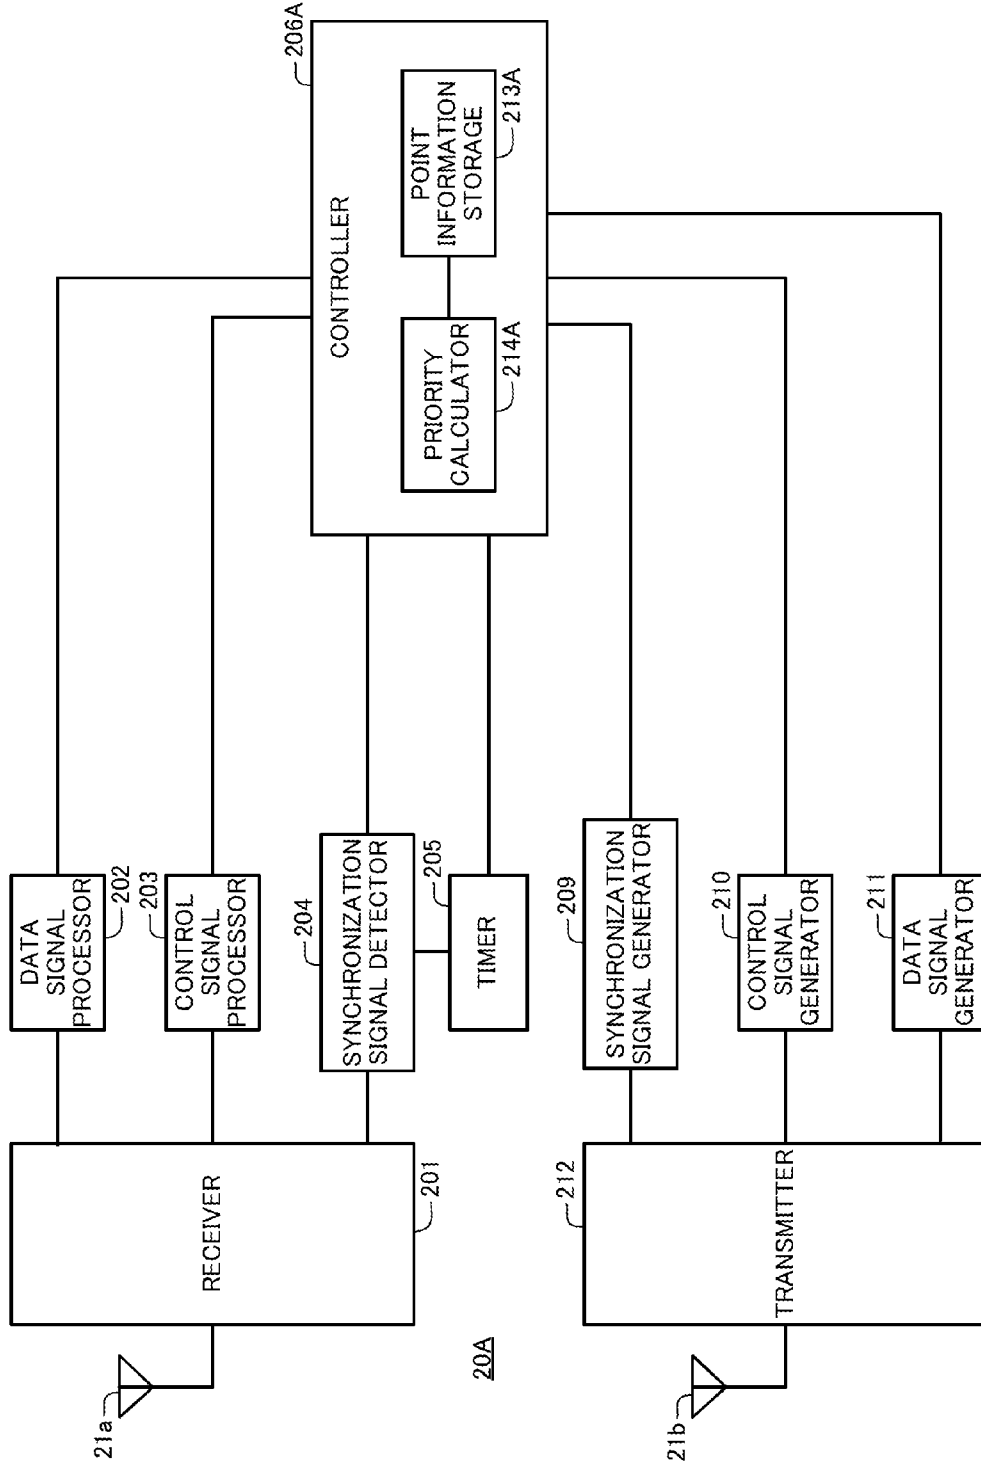 20A
21a
RECEIVER
201
DATA
SIGNAL
PROCESSOR
202
CONTROL
SIGNAL
PROCESSOR
203
SYNCHRONIZATION
SIGNAL DETECTOR
204
TIMER
205
CONTROLLER
206A
PRIORITY
CALCULATOR
214A
POINT
INFORMATION
STORAGE
213A
21b
TRANSMITTER
212
SYNCHRONIZATION
SIGNAL GENERATOR
209
CONTROL
SIGNAL
GENERATOR
210
DATA
SIGNAL
GENERATOR
211